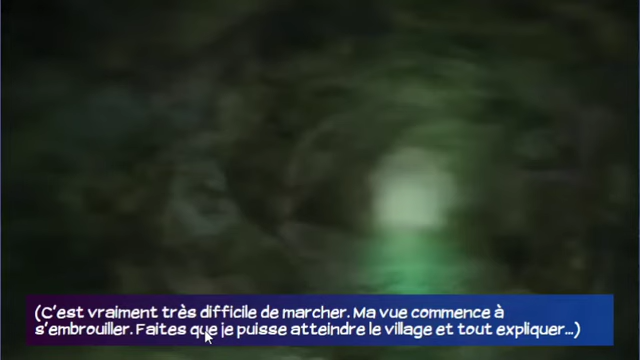 (C'est vraiment très difficile de marcher. Ma vue commence à
s'embrouiller. Faites que je puisse atteindre le village et tout expliquer...)